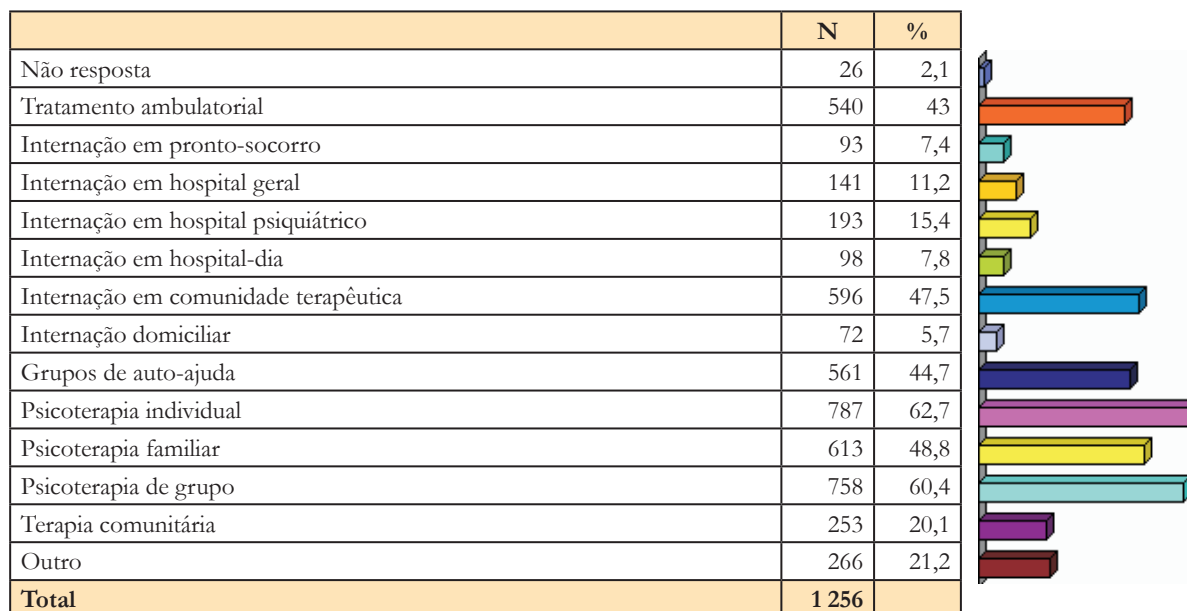 N %
Não resposta 26 2,1
Tratamento ambulatorial 540 43
Internação em pronto-socorro 93 7,4
Internação em hospital geral 141 11,2
Internação em hospital psiquiátrico 193 15,4
Internação em hospital-dia 98 7,8
Internação em comunidade terapêutica 596 47,5
Internação domiciliar 72 5,7
Grupos de auto-ajuda 561 44,7
Psicoterapia individual 787 62,7
Psicoterapia familiar 613 48,8
Psicoterapia de grupo 758 60,4
Terapia comunitária 253 20,1
Outro 266 21,2
Total 1 256